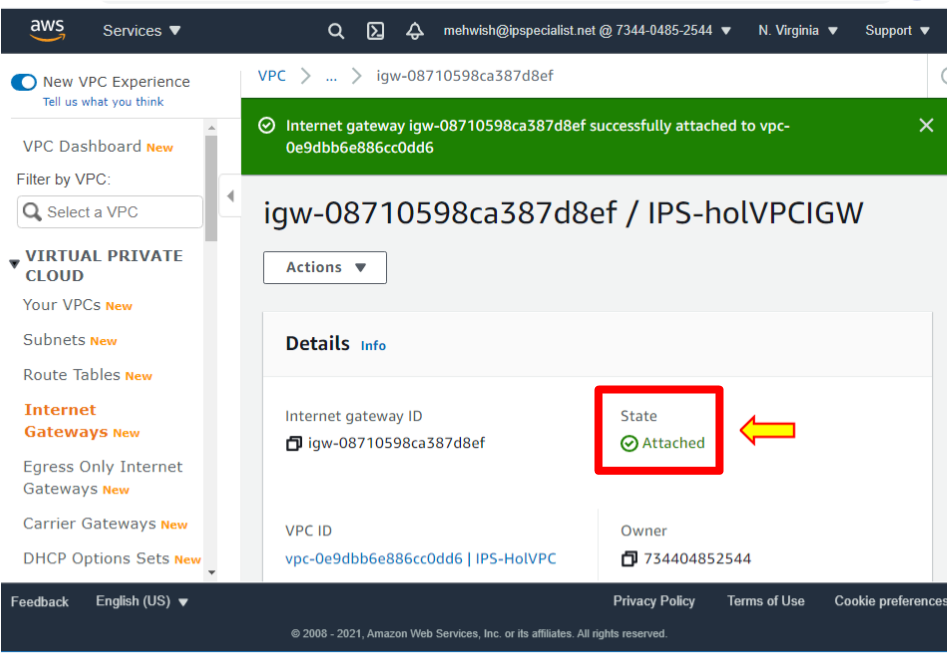 aws
Services ▼
mehwish@ipspecialist.net @ 7344-0485-2544 ▼
N. Virginia ▼
Support ▼
New VPC Experience
Tell us what you think
VPC Dashboard New
Filter by VPC:
Select a VPC
VIRTUAL PRIVATE
CLOUD
Your VPCs New
Subnets New
Route Tables New
Internet
Gateways New
Egress Only Internet
Gateways New
Carrier Gateways New
DHCP Options Sets New
VPC > ... > igw-08710598ca387d8ef
Internet gateway igw-08710598ca387d8ef successfully attached to vpc-
0e9dbb6e886cc0dd6
igw-08710598ca387d8ef / IPS-holVPCIGW
Actions ▼
Details Info
Internet gateway ID
igw-08710598ca387d8ef
State
Attached
VPC ID
vpc-0e9dbb6e886cc0dd6 | IPS-HolVPC
Owner
734404852544
Feedback
English (US) ▼
Privacy Policy
Terms of Use
Cookie preferences
© 2008 - 2021, Amazon Web Services, Inc. or its affiliates. All rights reserved.